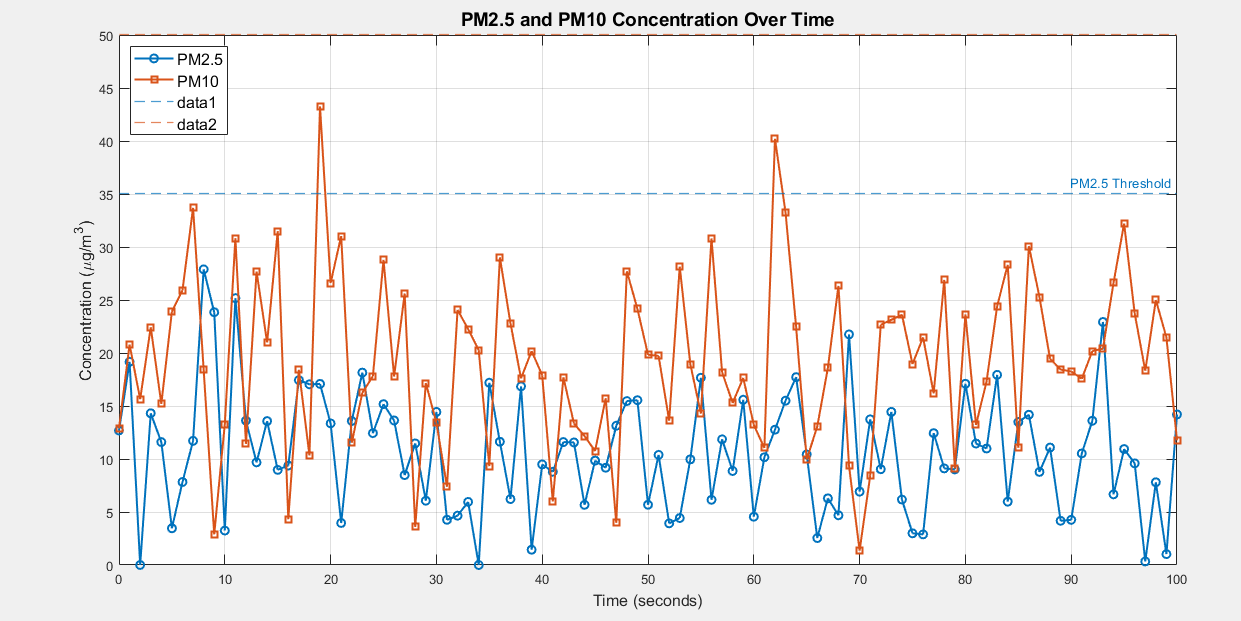 PM2.5 and PM10 Concentration Over Time
50
45
40
35
30
25
20
15
10
5
0
Concentration (μg/m³)
PM2.5
PM10
data1
data2
PM2.5 Threshold
0 10 20 30 40 50 60 70 80 90 100
Time (seconds)